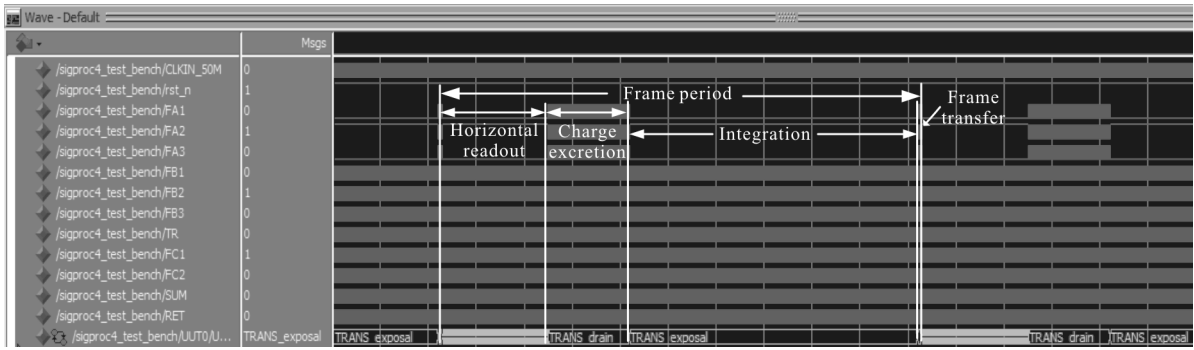 Wave - Default
Msgs
/sigproc4_test_bench/CLKIN_50M 0
/sigproc4_test_bench/rst_n 1
/sigproc4_test_bench/FA1 0
/sigproc4_test_bench/FA2 1
/sigproc4_test_bench/FA3 0
/sigproc4_test_bench/FB1 0
/sigproc4_test_bench/FB2 1
/sigproc4_test_bench/FB3 0
/sigproc4_test_bench/TR 0
/sigproc4_test_bench/FC1 1
/sigproc4_test_bench/FC2 0
/sigproc4_test_bench/SUM 0
/sigproc4_test_bench/RET 0
/sigproc4_test_bench/UUT0/U... TRANS_exposal TRANS_exposal TRANS_drain TRANS_exposal TRANS_drain TRANS_exposal
Frame period
Frame
transfer
Horizontal
readout
Charge
excretion
Integration